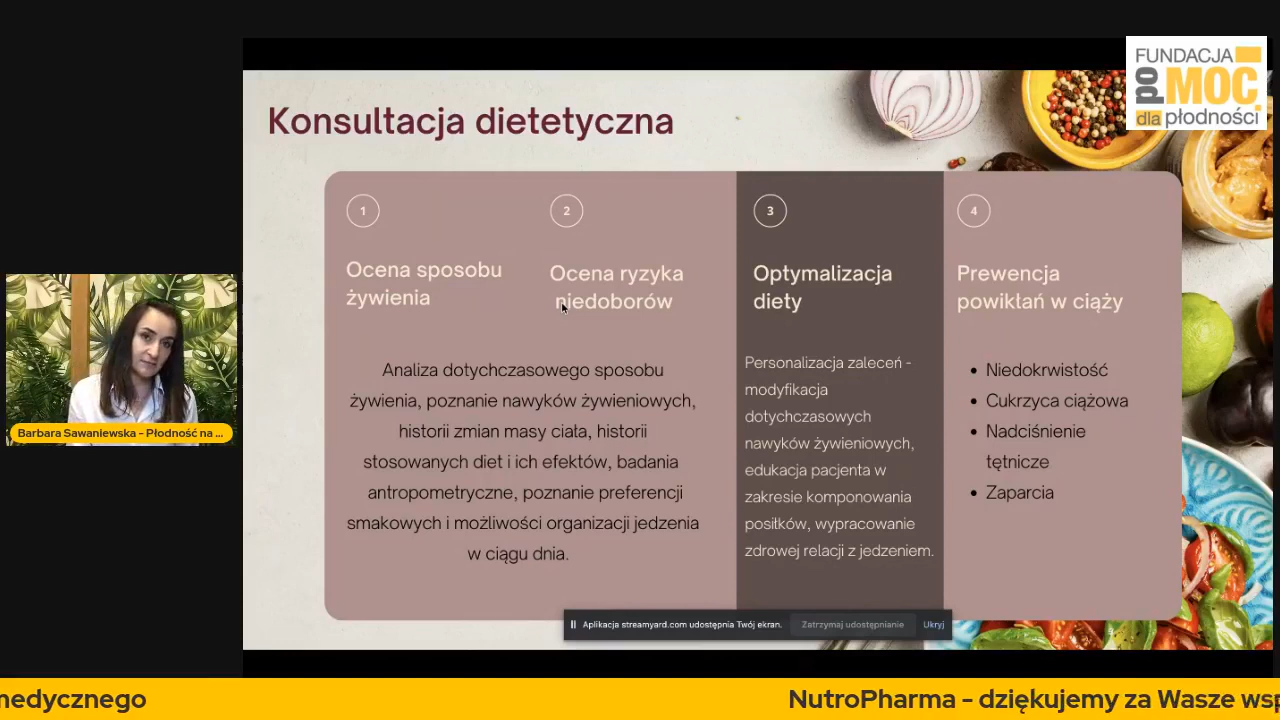 Konsultacja dietetyczna
FUNDACJA
poMOC
dla płodności
1
Ocena sposobu
żywienia
2
Ocena ryzyka
niedoborów
Analiza dotychczasowego sposobu
żywienia, poznanie nawyków żywieniowych,
historii zmian masy ciała, historii
stosowanych diet i ich efektów, badania
antropometryczne, poznanie preferencji
smakowych i możliwości organizacji jedzenia
w ciągu dnia.
3
Optymalizacja
diety
Personalizacja zaleceń -
modyfikacja
dotychczasowych
nawyków żywieniowych,
edukacja pacjenta w
zakresie komponowania
posiłków, wypracowanie
zdrowej relacji z jedzeniem.
4
Prewencja
powikłań w ciąży
• Niedokrwistość
• Cukrzyca ciążowa
• Nadciśnienie
tętnicze
• Zaparcia
Barbara Sawaniewska - Płodność na ...
Aplikacja streamyard.com udostępnia Twój ekran. Zatrzymaj udostępnianie Ukryj
medycznego NutroPharma - dziękujemy za Wasze wsp